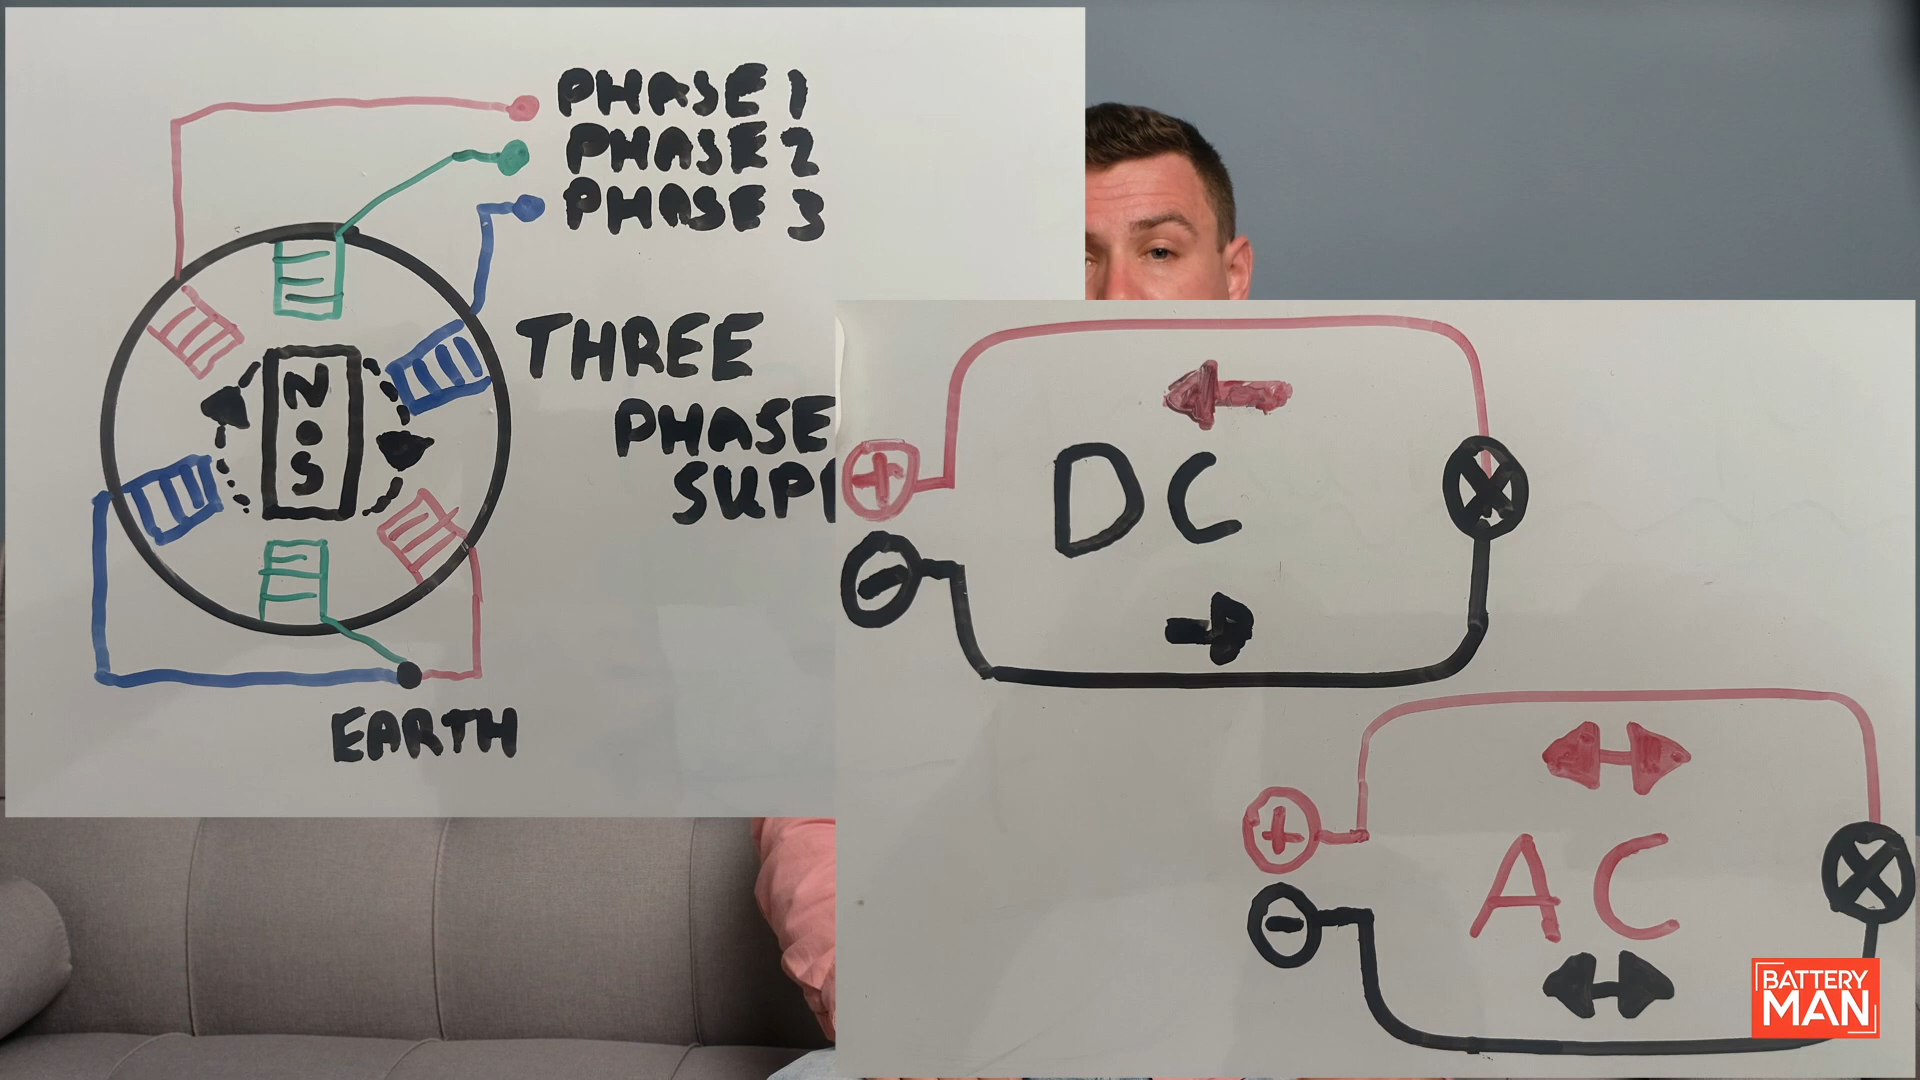 PHASE 1
PHASE 2
PHASE 3
THREE
PHASE
N
S
EARTH
+
DC
-
+
AC
-
BATTERY
MAN